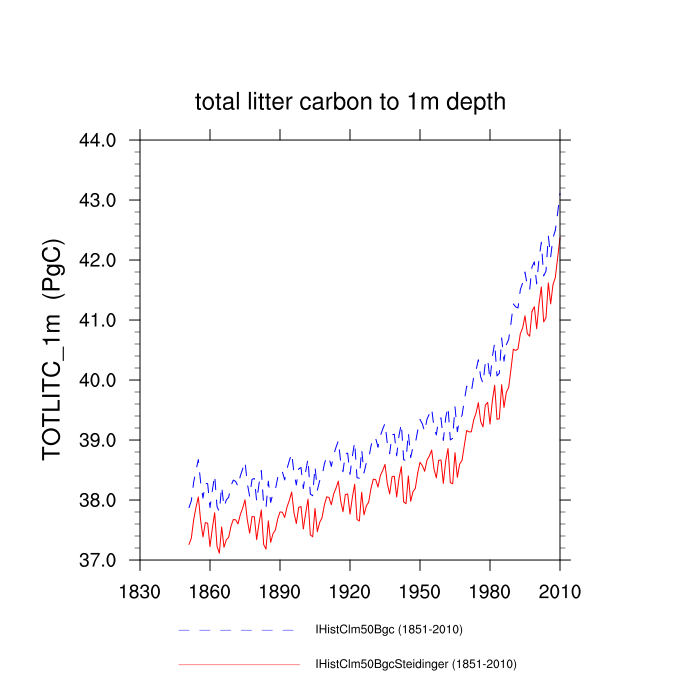 total litter carbon to 1m depth
TOTLITC_1m (PgC)
44.0
43.0
42.0
41.0
40.0
39.0
38.0
37.0
1830 1860 1890 1920 1950 1980 2010
IHistClm50Bgc (1851-2010)
IHistClm50BgcSteidinger (1851-2010)